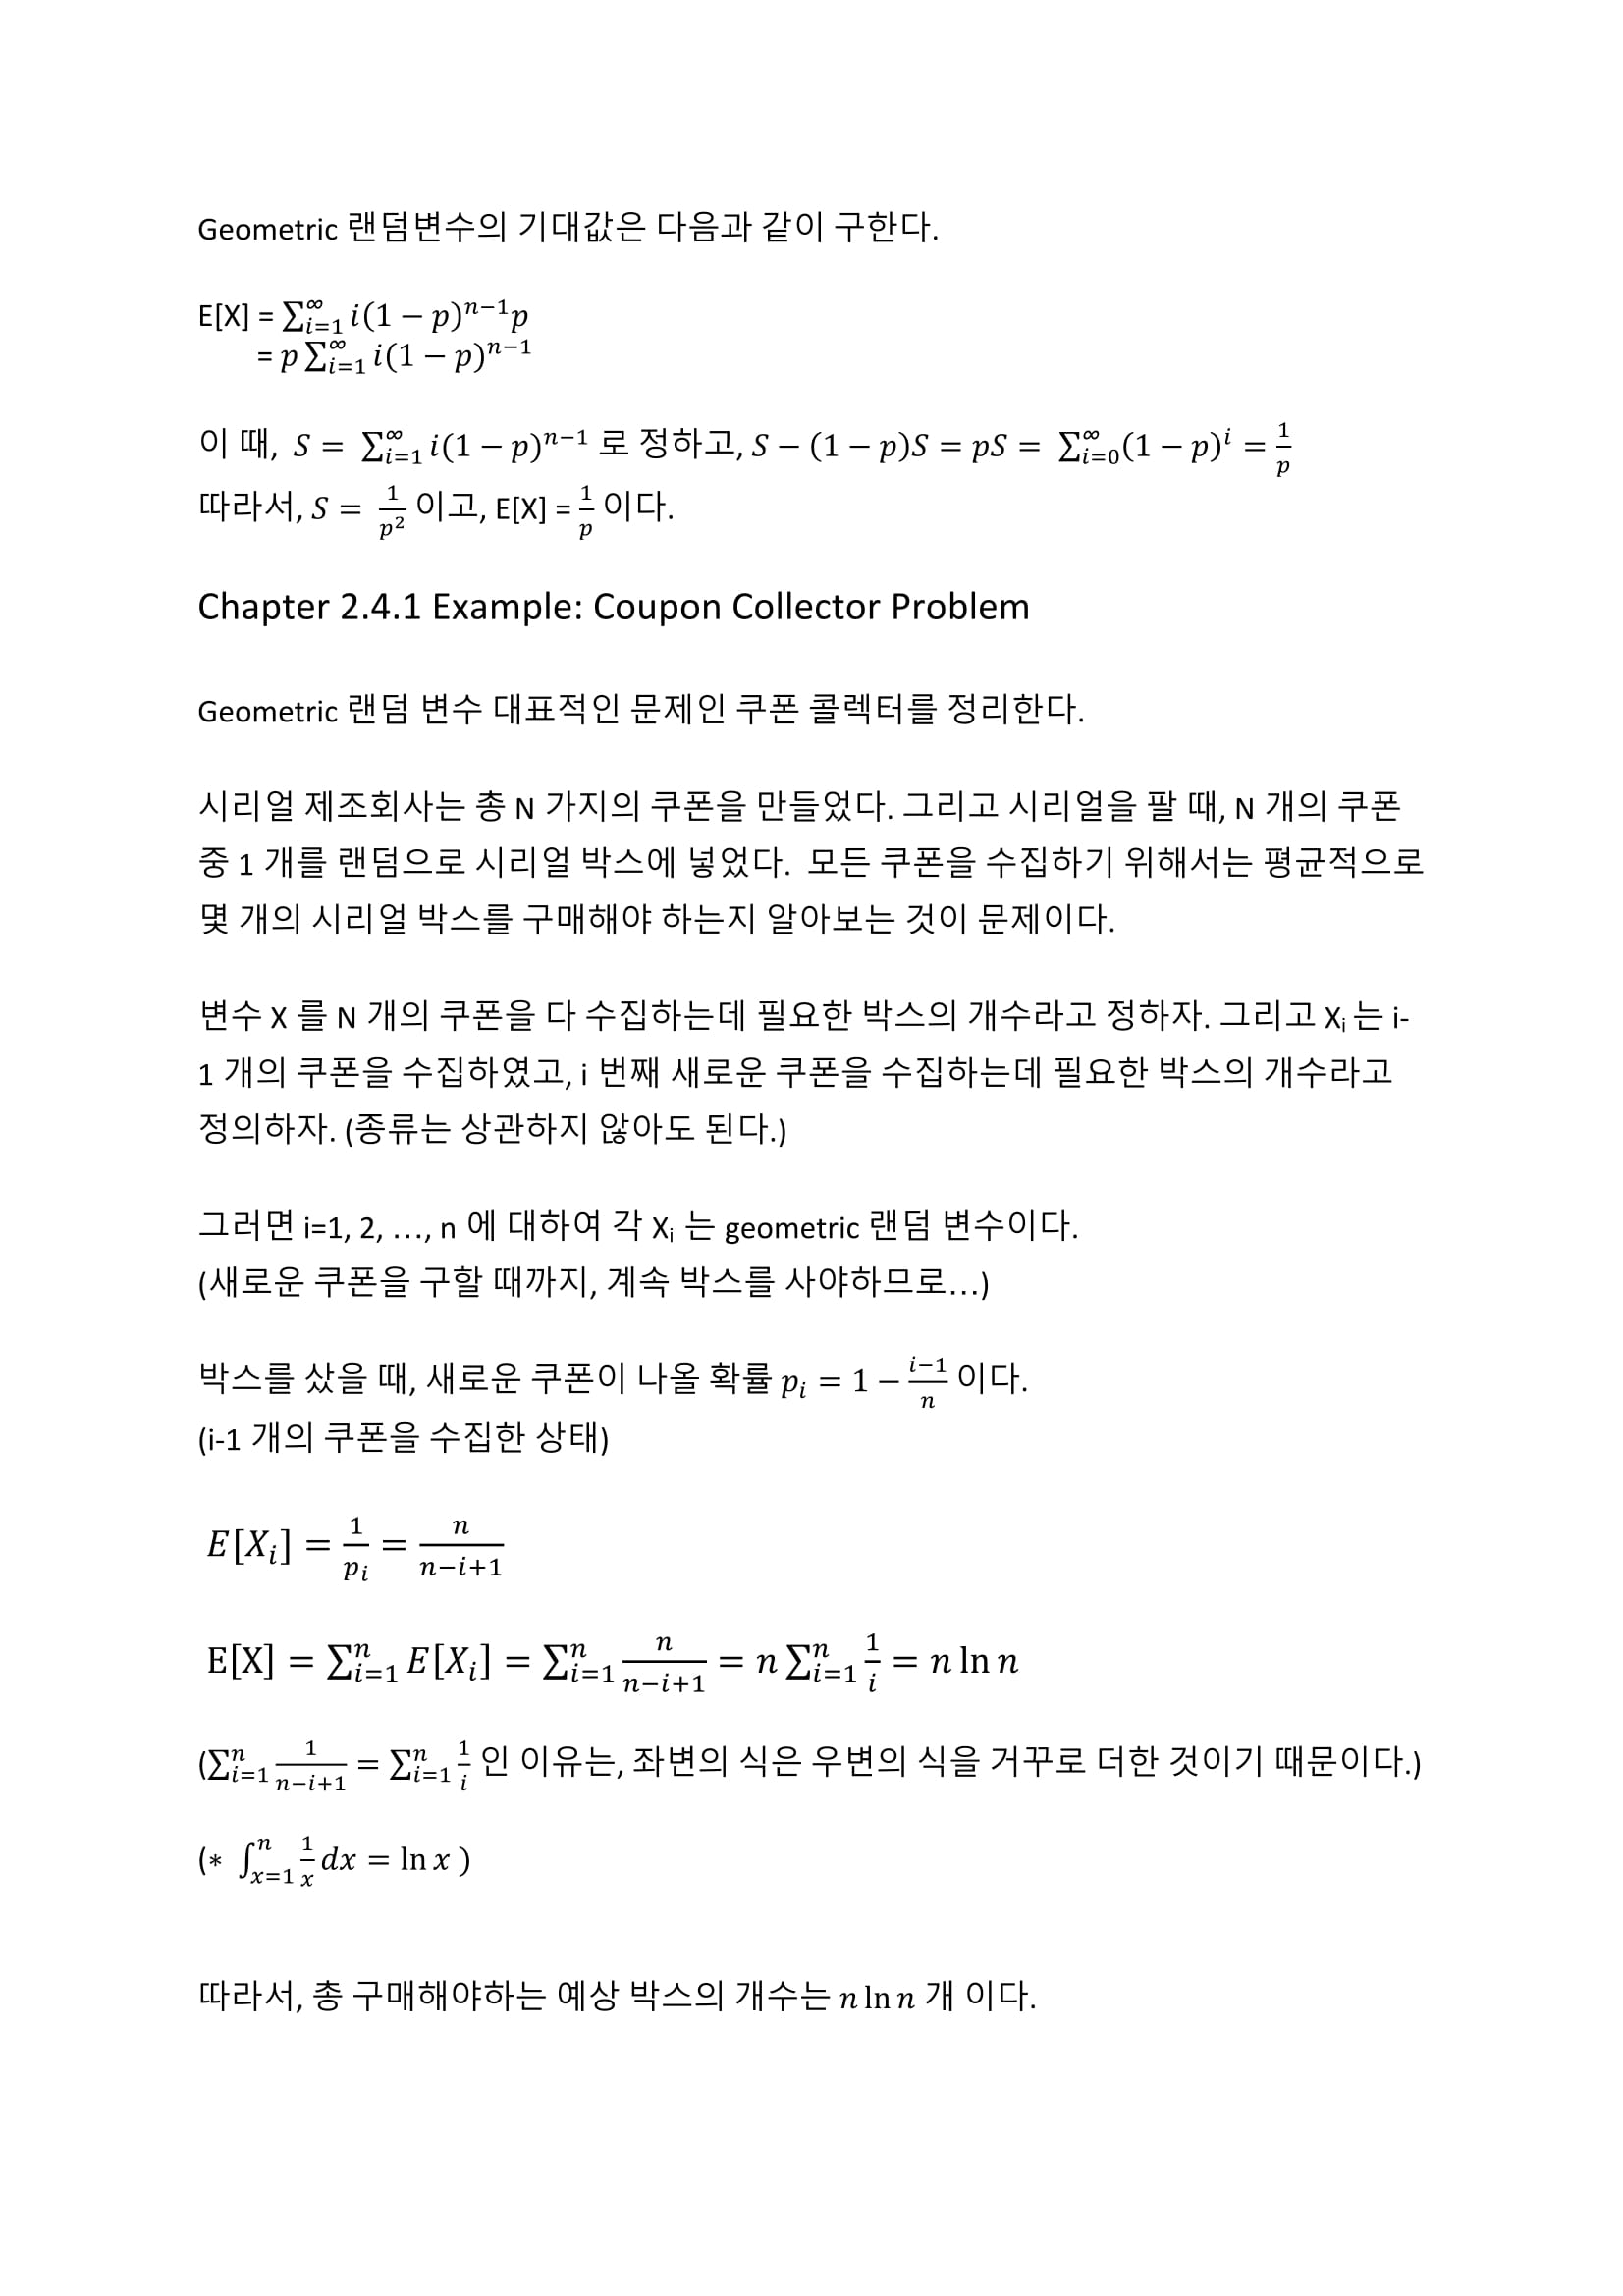 Geometric 랜덤변수의 기대값은 다음과 같이 구한다.
E[X] = $\sum_{i=1}^{\infty} i(1-p)^{n-1}p$
= $p\sum_{i=1}^{\infty} i(1-p)^{n-1}$
이 때, $S = \sum_{i=1}^{\infty} i(1-p)^{n-1}$ 로 정하고, $S-(1-p)S = pS = \sum_{i=0}^{\infty}(1-p)^i = \frac{1}{p}$
따라서, $S = \frac{1}{p^2}$ 이고, E[X] = $\frac{1}{p}$ 이다.
Chapter 2.4.1 Example: Coupon Collector Problem
Geometric 랜덤 변수 대표적인 문제인 쿠폰 콜렉터를 정리한다.
시리얼 제조회사는 총 N 가지의 쿠폰을 만들었다. 그리고 시리얼을 팔 때, N 개의 쿠폰
중 1 개를 랜덤으로 시리얼 박스에 넣었다. 모든 쿠폰을 수집하기 위해서는 평균적으로
몇 개의 시리얼 박스를 구매해야 하는지 알아보는 것이 문제이다.
변수 X 를 N 개의 쿠폰을 다 수집하는데 필요한 박스의 개수라고 정하자. 그리고 $X_i$ 는 i-
1 개의 쿠폰을 수집하였고, i 번째 새로운 쿠폰을 수집하는데 필요한 박스의 개수라고
정의하자. (종류는 상관하지 않아도 된다.)
그러면 i=1, 2, …, n 에 대하여 각 $X_i$ 는 geometric 랜덤 변수이다.
(새로운 쿠폰을 구할 때까지, 계속 박스를 사야하므로…)
박스를 샀을 때, 새로운 쿠폰이 나올 확률 $p_i = 1 - \frac{i-1}{n}$ 이다.
(i-1 개의 쿠폰을 수집한 상태)
$E[X_i] = \frac{1}{p_i} = \frac{n}{n-i+1}$
$E[X] = \sum_{i=1}^{n} E[X_i] = \sum_{i=1}^{n} \frac{n}{n-i+1} = n\sum_{i=1}^{n} \frac{1}{i} = n \ln n$
($\sum_{i=1}^{n} \frac{1}{n-i+1} = \sum_{i=1}^{n} \frac{1}{i}$ 인 이유는, 좌변의 식은 우변의 식을 거꾸로 더한 것이기 때문이다.)
(* $\int_{x=1}^{n} \frac{1}{x} dx = \ln x$ )
따라서, 총 구매해야하는 예상 박스의 개수는 $n \ln n$ 개 이다.